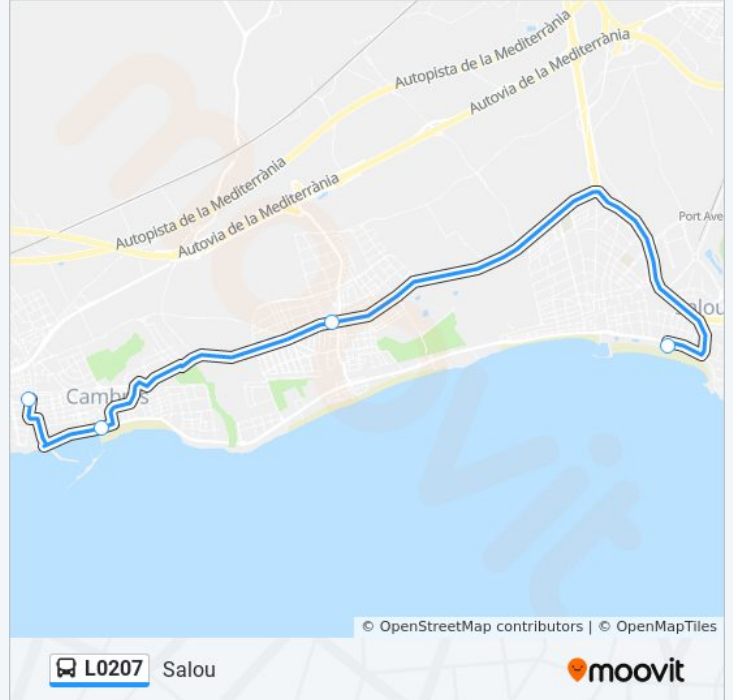 Autopista de la Mediterrània
Autovia de la Mediterrània
Autopista de la Mediterrània
Autovia de la Mediterrània
Port Ave
Salou
Cambrils
moovit
© OpenStreetMap contributors | © OpenMapTiles
L0207 Salou
moovit